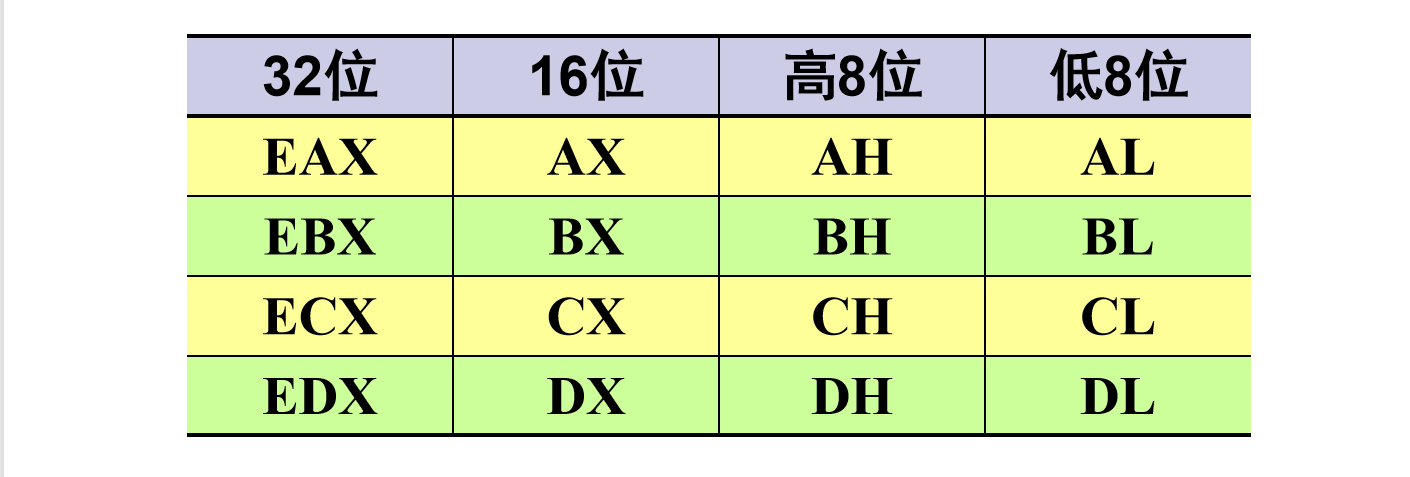 32位 16位 高8位 低8位
EAX AX AH AL
EBX BX BH BL
ECX CX CH CL
EDX DX DH DL